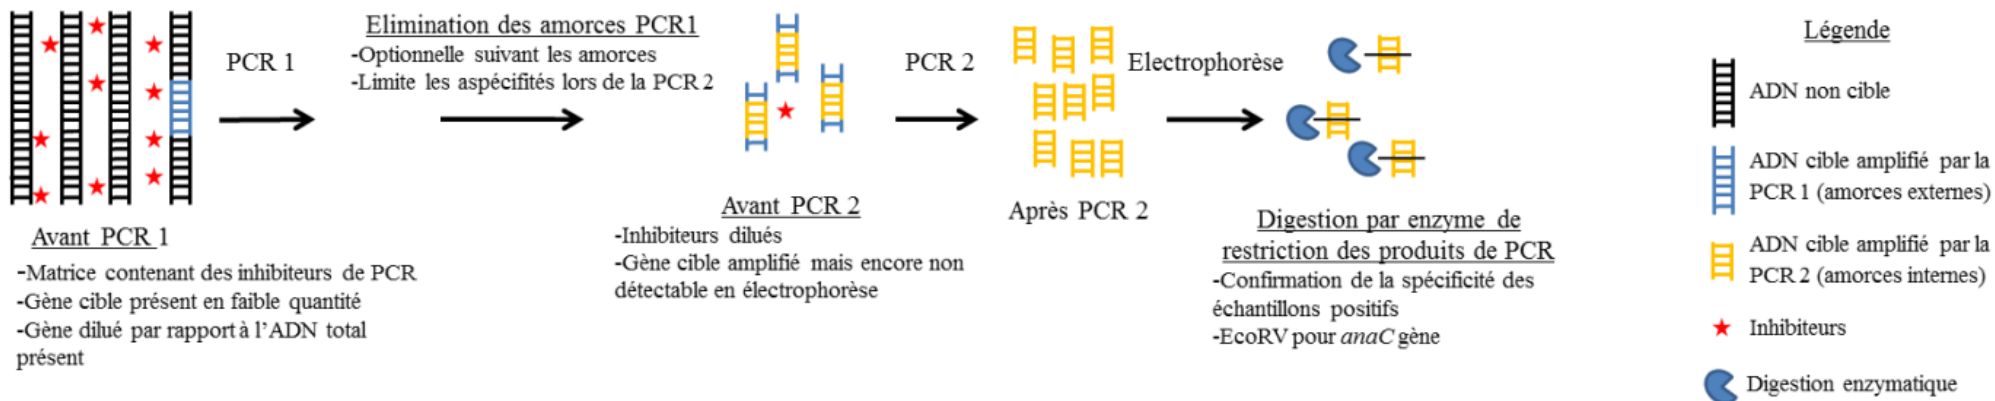 PCR 1
Elimination des amorces PCR1
-Optionnelle suivant les amorces
-Limite les aspécifités lors de la PCR 2
PCR 2
Electrophorèse
Avant PCR 1
-Matrice contenant des inhibiteurs de PCR
-Gène cible présent en faible quantité
-Gène dilué par rapport à l'ADN total
présent
Avant PCR 2
-Inhibiteurs dilués
-Gène cible amplifié mais encore non
détectable en électrophorèse
Après PCR 2
Digestion par enzyme de
restriction des produits de PCR
-Confirmation de la spécificité des
échantillons positifs
-EcoRV pour anaC gène
Légende
ADN non cible
ADN cible amplifié par la
PCR 1 (amorces externes)
ADN cible amplifié par la
PCR 2 (amorces internes)
Inhibiteurs
Digestion enzymatique